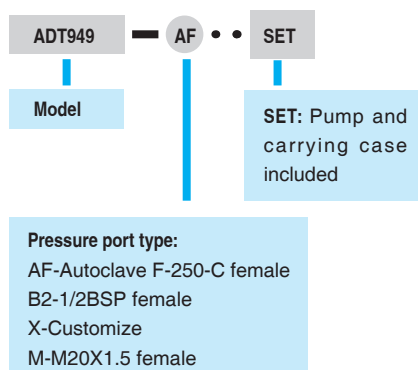 ADT949 — AF • • SET
Model
SET: Pump and
carrying case
included
Pressure port type:
AF-Autoclave F-250-C female
B2-1/2BSP female
X-Customize
M-M20X1.5 female